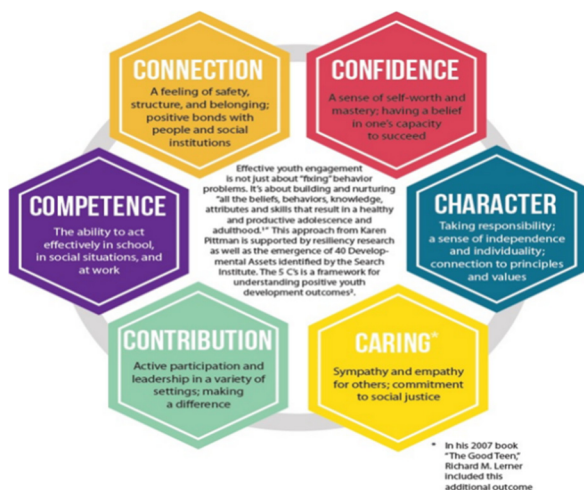 CONNECTION
A feeling of safety,
structure, and belonging;
positive bonds with
people and social
institutions
CONFIDENCE
A sense of self-worth and
mastery; having a belief
in one's capacity
to succeed
COMPETENCE
The ability to act
effectively in school,
in social situations, and
at work
Effective youth engagement
is not just about "fixing" behavior
problems. It's about building and nurturing
"all the beliefs, behaviors, knowledge,
attributes and skills that result in a healthy
and productive adolescence and
adulthood.¹" This approach from Karen
Pittman is supported by resiliency research
as well as the emergence of 40 Develop-
mental Assets identified by the Search
Institute. The 5 C's is a framework for
understanding positive youth
development outcomes².
CHARACTER
Taking responsibility;
a sense of independence
and individuality;
connection to principles
and values
CONTRIBUTION
Active participation and
leadership in a variety of
settings; making
a difference
CARING*
Sympathy and empathy
for others; commitment
to social justice
* In his 2007 book
"The Good Teen,"
Richard M. Lerner
included this
additional outcome